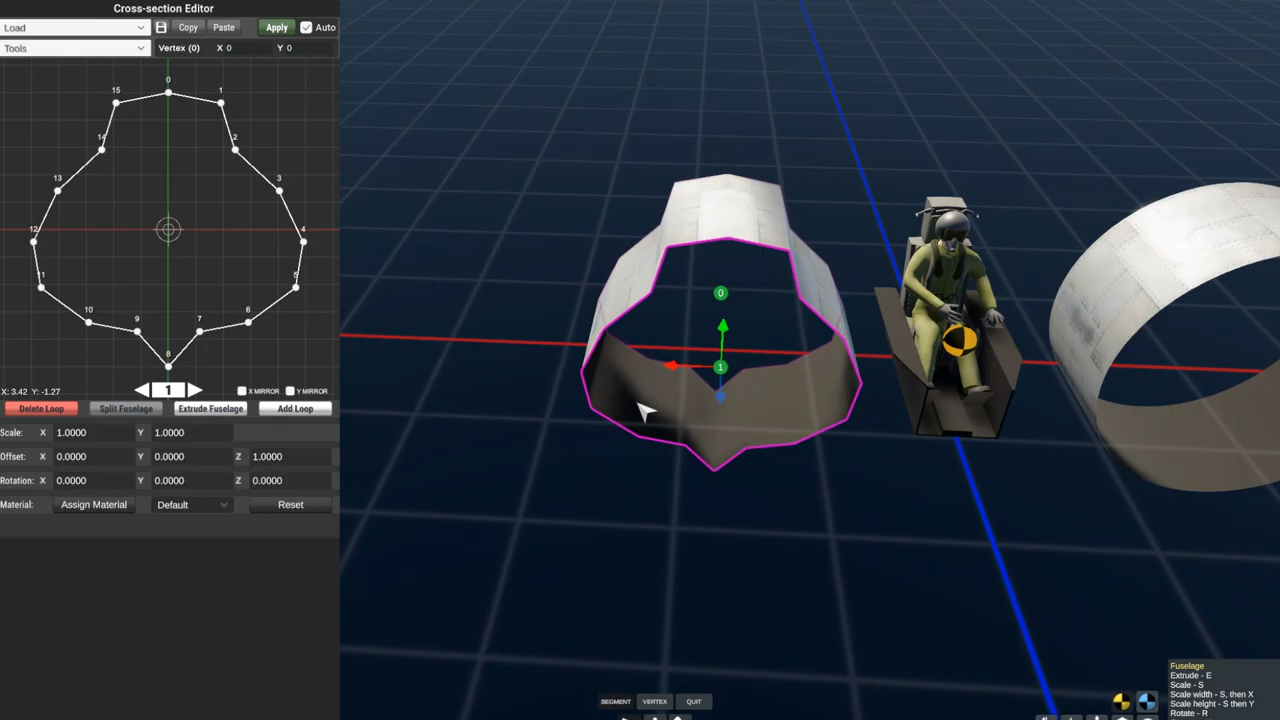 Cross-section Editor
Load Copy Paste Apply Auto
Tools Vertex (0) X 0 Y 0
0
15 1
14 2
13 3
12 4
11 5
10 6
9 7
8
X: 3.42 Y: -1.27 1 X MIRROR Y MIRROR
Delete Loop Split Fuselage Extrude Fuselage Add Loop
Scale: X 1.0000 Y 1.0000
Offset: X 0.0000 Y 0.0000 Z 1.0000
Rotation: X 0.0000 Y 0.0000 Z 0.0000
Material: Assign Material Default Reset
0
1
SEGMENT VERTEX QUIT
Fuselage
Extrude - E
Scale - S
Scale width - S, then X
Scale height - S then Y
Rotate - R